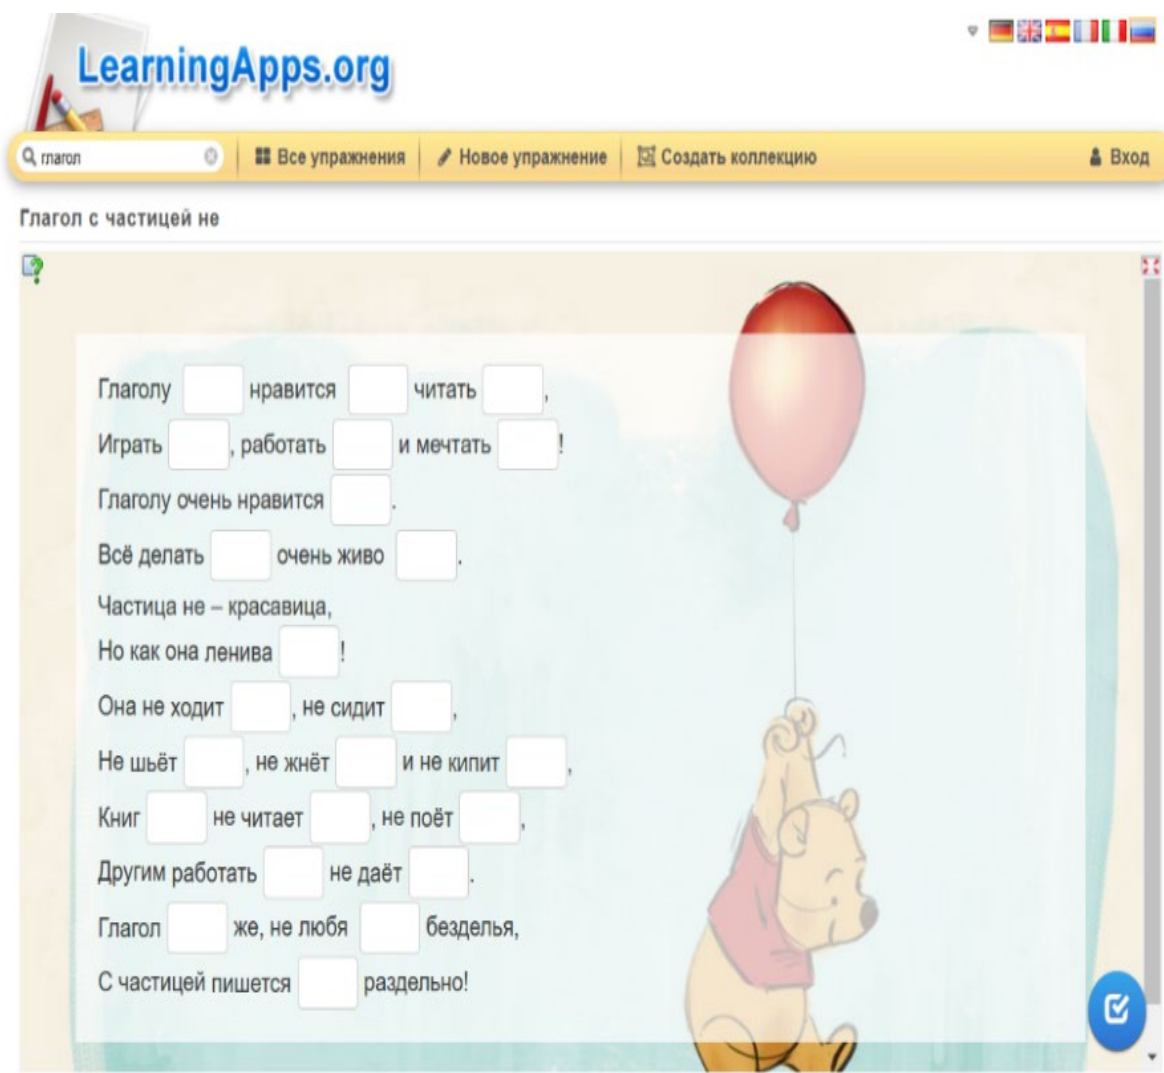 LearningApps.org
глагол
Все упражнения
Новое упражнение
Создать коллекцию
Вход
Глагол с частицей не
Глаголу нравится читать ,
Играть , работать и мечтать !
Глаголу очень нравится .
Всё делать очень живо .
Частица не – красавица,
Но как она ленива !
Она не ходит , не сидит ,
Не шьёт , не жнёт и не кипит ,
Книг не читает , не поёт ,
Другим работать не даёт .
Глагол же, не любя безделья,
С частицей пишется раздельно!